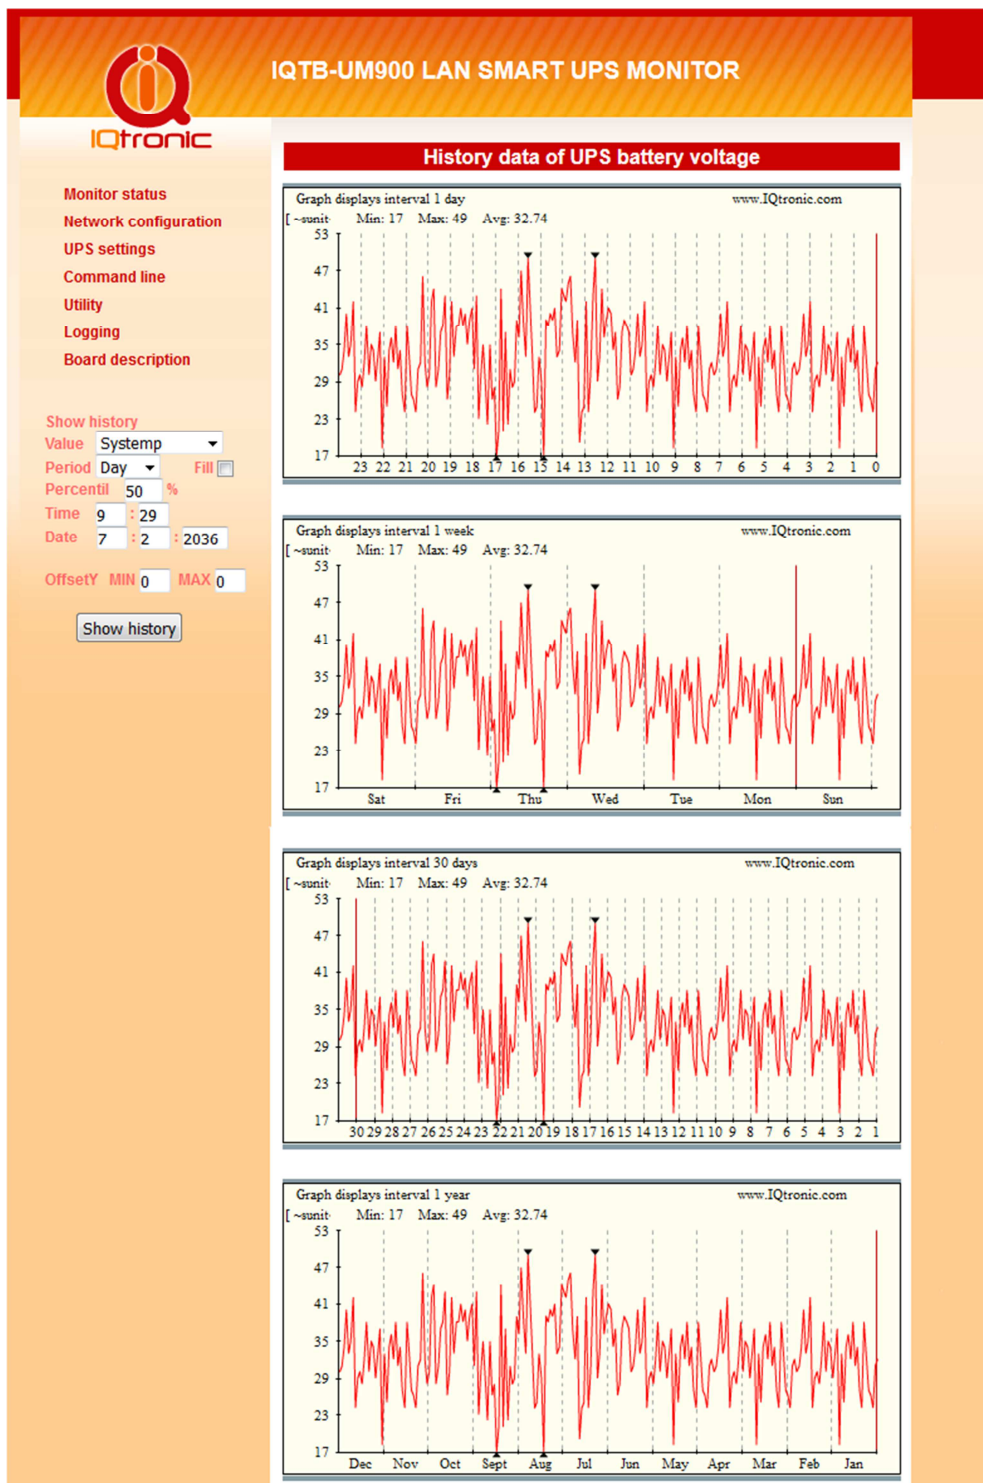 IQTB-UM900 LAN SMART UPS MONITOR
IQtronic
Monitor status
Network configuration
UPS settings
Command line
Utility
Logging
Board description
Show history
Value Systemp
Period Day Fill
Percentil 50 %
Time 9 : 29
Date 7 : 2 : 2036
OffsetY MIN 0 MAX 0
Show history
History data of UPS battery voltage
Graph displays interval 1 day www.IQtronic.com
[ ~sunit Min: 17 Max: 49 Avg: 32.74
53
47
41
35
29
23
17
23 22 21 20 19 18 17 16 15 14 13 12 11 10 9 8 7 6 5 4 3 2 1 0
Graph displays interval 1 week www.IQtronic.com
[ ~sunit Min: 17 Max: 49 Avg: 32.74
53
47
41
35
29
23
17
Sat Fri Thu Wed Tue Mon Sun
Graph displays interval 30 days www.IQtronic.com
[ ~sunit Min: 17 Max: 49 Avg: 32.74
53
47
41
35
29
23
17
30 29 28 27 26 25 24 23 22 21 20 19 18 17 16 15 14 13 12 11 10 9 8 7 6 5 4 3 2 1
Graph displays interval 1 year www.IQtronic.com
[ ~sunit Min: 17 Max: 49 Avg: 32.74
53
47
41
35
29
23
17
Dec Nov Oct Sept Aug Jul Jun May Apr Mar Feb Jan